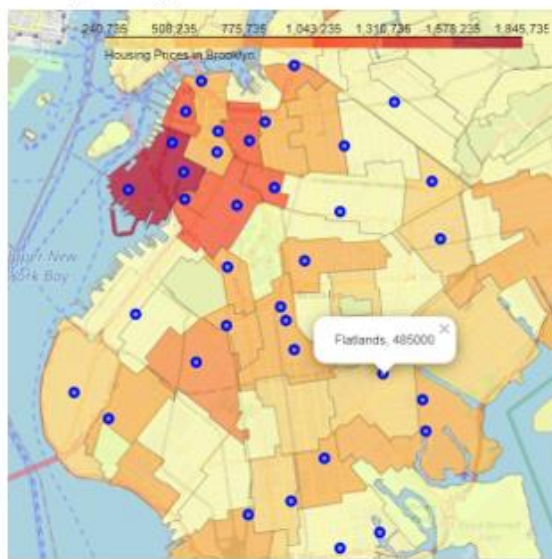 240,735 508,235 775,735 1,043,235 1,310,735 1,578,235 1,845,735
Housing Prices in Brooklyn
Flatlands, 485000
New
York Bay